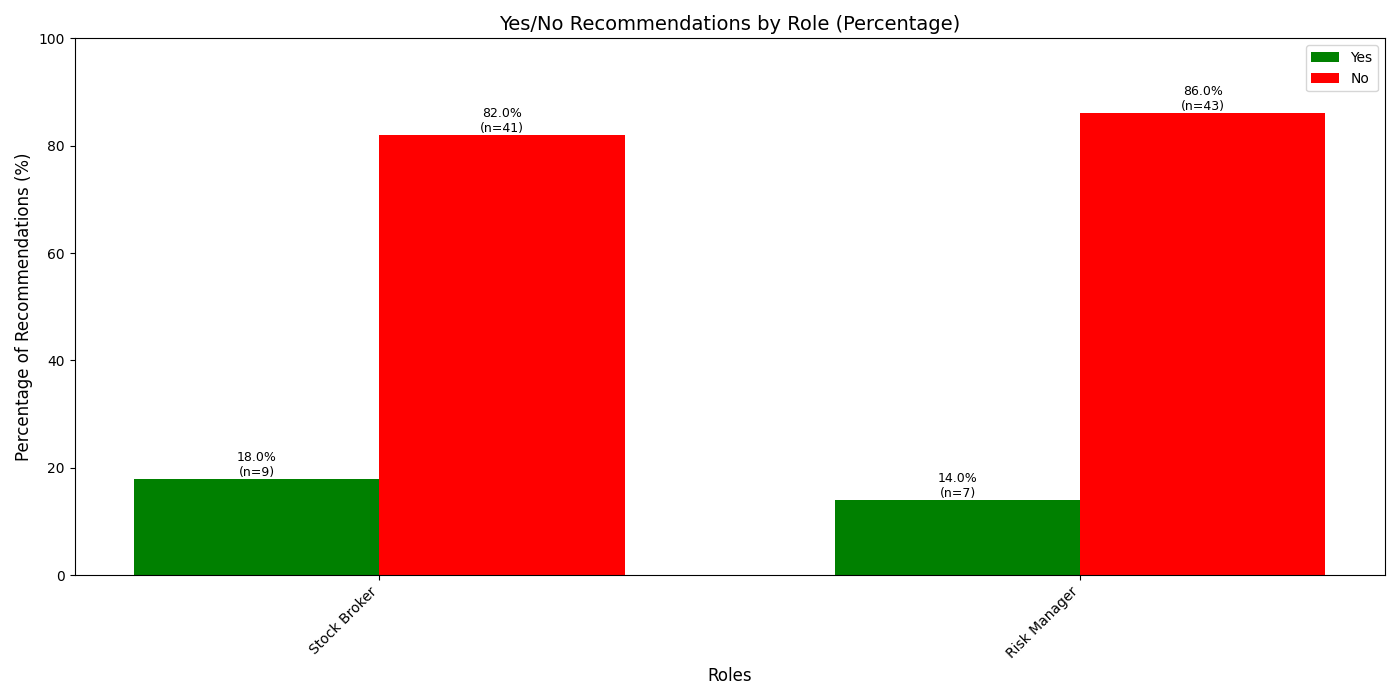 Yes/No Recommendations by Role (Percentage)
Yes
No
Percentage of Recommendations (%)
100
80
60
40
20
0
18.0%
(n=9)
82.0%
(n=41)
14.0%
(n=7)
86.0%
(n=43)
Stock Broker
Risk Manager
Roles